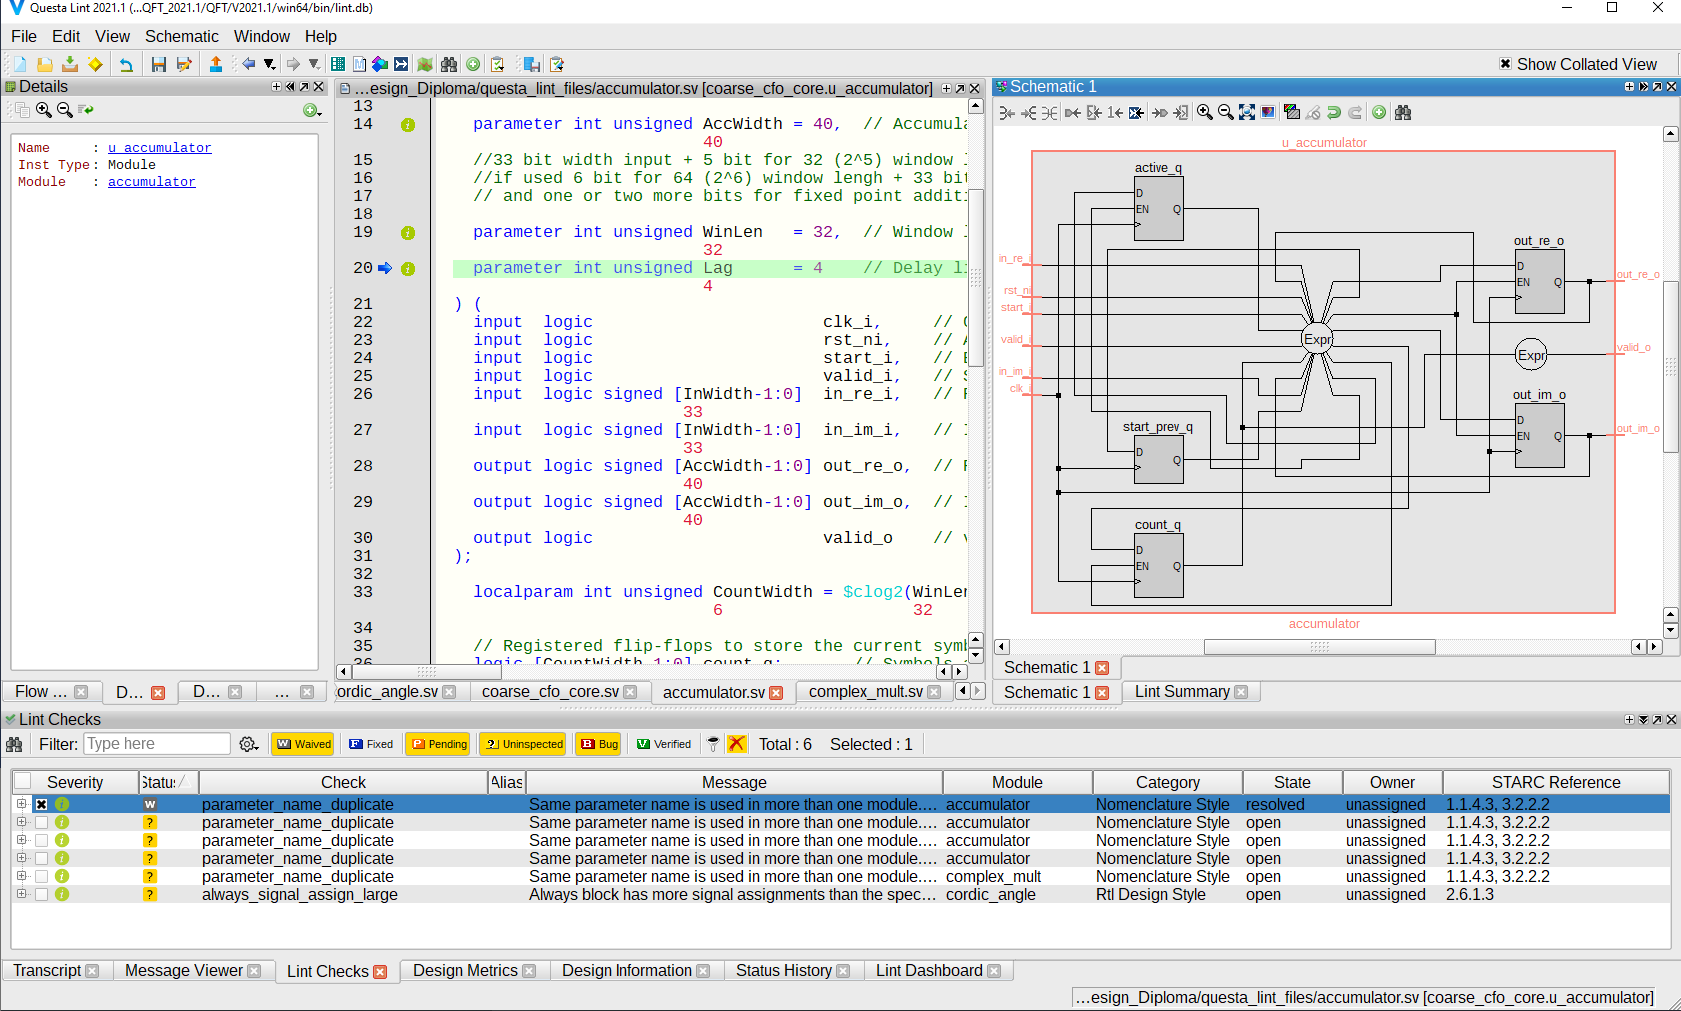 Questa Lint 2021.1 (...QFT_2021.1/QFT/V2021.1/win64/bin/lint.db)
File Edit View Schematic Window Help
Show Collated View
Details
Name : u_accumulator
Inst Type: Module
Module : accumulator
Flow ... D... D... ...
...esign_Diploma/questa_lint_files/accumulator.sv [coarse_cfo_core.u_accumulator]
13
14 parameter int unsigned AccWidth = 40, // Accumula
40
15 //33 bit width input + 5 bit for 32 (2^5) window l
16 //if used 6 bit for 64 (2^6) window lengh + 33 bit
17 // and one or two more bits for fixed point additi
18
19 parameter int unsigned WinLen = 32, // Window l
32
20 parameter int unsigned Lag = 4 // Delay li
4
21 ) (
22 input logic clk_i, //
23 input logic rst_ni, // A
24 input logic start_i, // E
25 input logic valid_i, // S
26 input logic signed [InWidth-1:0] in_re_i, //
33
27 input logic signed [InWidth-1:0] in_im_i, // I
33
28 output logic signed [AccWidth-1:0] out_re_o, //
40
29 output logic signed [AccWidth-1:0] out_im_o, // I
40
30 output logic valid_o //
31 );
32
33 localparam int unsigned CountWidth = $clog2(WinLen
6 32
34
35 // Registered flip-flops to store the current symb
36 logic [CountWidth-1:0] count_q; // Symbols
ordic_angle.sv coarse_cfo_core.sv accumulator.sv complex_mult.sv
Schematic 1
u_accumulator
active_q
D
EN Q
out_re_o
D
EN Q
in_re_i
rst_ni
start_i
valid_i
in_im_i
clk_i
Expr
Expr
out_re_o
valid_o
out_im_o
D
EN Q
out_im_o
start_prev_q
D
Q
count_q
D
EN Q
accumulator
Schematic 1
Schematic 1 Lint Summary
Lint Checks
Filter: Type here W Waived F Fixed P Pending ? Uninspected B Bug V Verified Total : 6 Selected : 1
Severity Status Check Alias Message Module Category State Owner STARC Reference
W parameter_name_duplicate Same parameter name is used in more than one module.... accumulator Nomenclature Style resolved unassigned 1.1.4.3, 3.2.2.2
? parameter_name_duplicate Same parameter name is used in more than one module.... accumulator Nomenclature Style open unassigned 1.1.4.3, 3.2.2.2
? parameter_name_duplicate Same parameter name is used in more than one module.... accumulator Nomenclature Style open unassigned 1.1.4.3, 3.2.2.2
? parameter_name_duplicate Same parameter name is used in more than one module.... accumulator Nomenclature Style open unassigned 1.1.4.3, 3.2.2.2
? parameter_name_duplicate Same parameter name is used in more than one module.... complex_mult Nomenclature Style open unassigned 1.1.4.3, 3.2.2.2
? always_signal_assign_large Always block has more signal assignments than the spec... cordic_angle Rtl Design Style open unassigned 2.6.1.3
Transcript Message Viewer Lint Checks Design Metrics Design Information Status History Lint Dashboard
...esign_Diploma/questa_lint_files/accumulator.sv [coarse_cfo_core.u_accumulator]